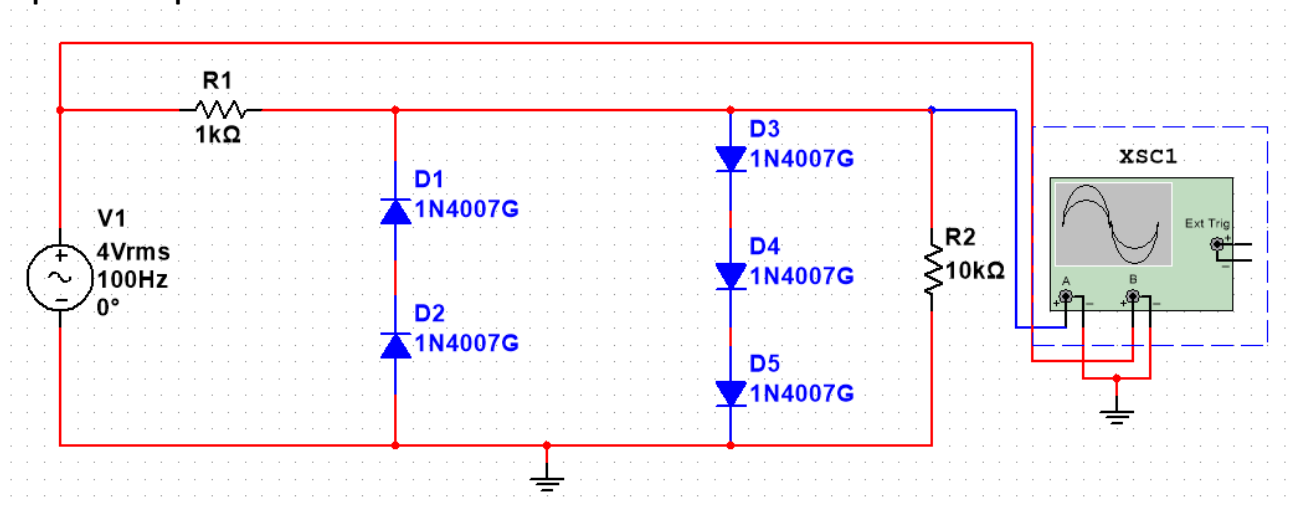 R1
1kΩ
V1
4Vrms
100Hz
0°
D1
1N4007G
D2
1N4007G
D3
1N4007G
D4
1N4007G
D5
1N4007G
R2
10kΩ
XSC1
Ext Trig
+
−
A
B
+
−
+
−
+
−